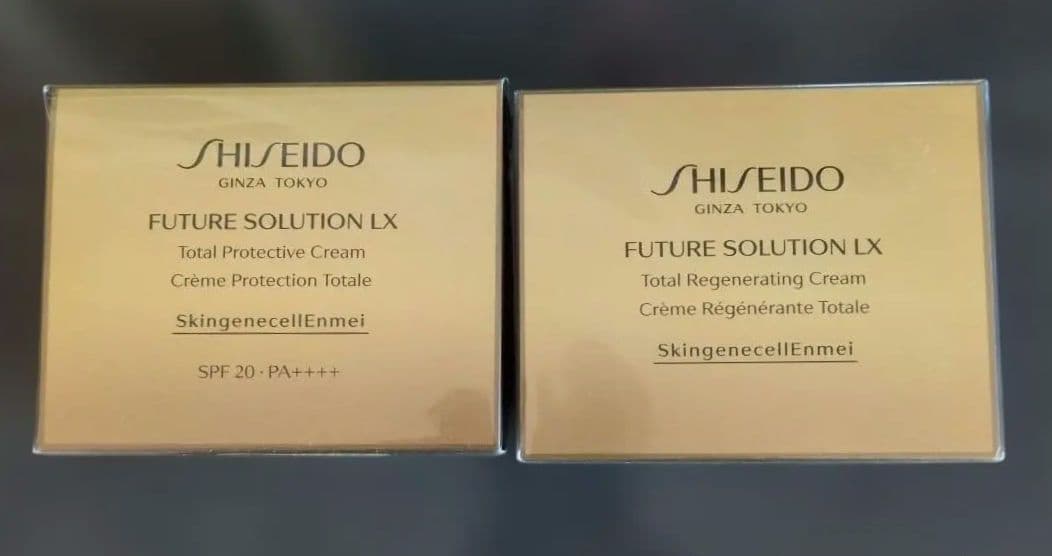 SHISEIDO
GINZA TOKYO
FUTURE SOLUTION LX
Total Protective Cream
Crème Protection Totale
SkingenecellEnmei
SPF 20 · PA++++
SHISEIDO
GINZA TOKYO
FUTURE SOLUTION LX
Total Regenerating Cream
Crème Régénérante Totale
SkingenecellEnmei